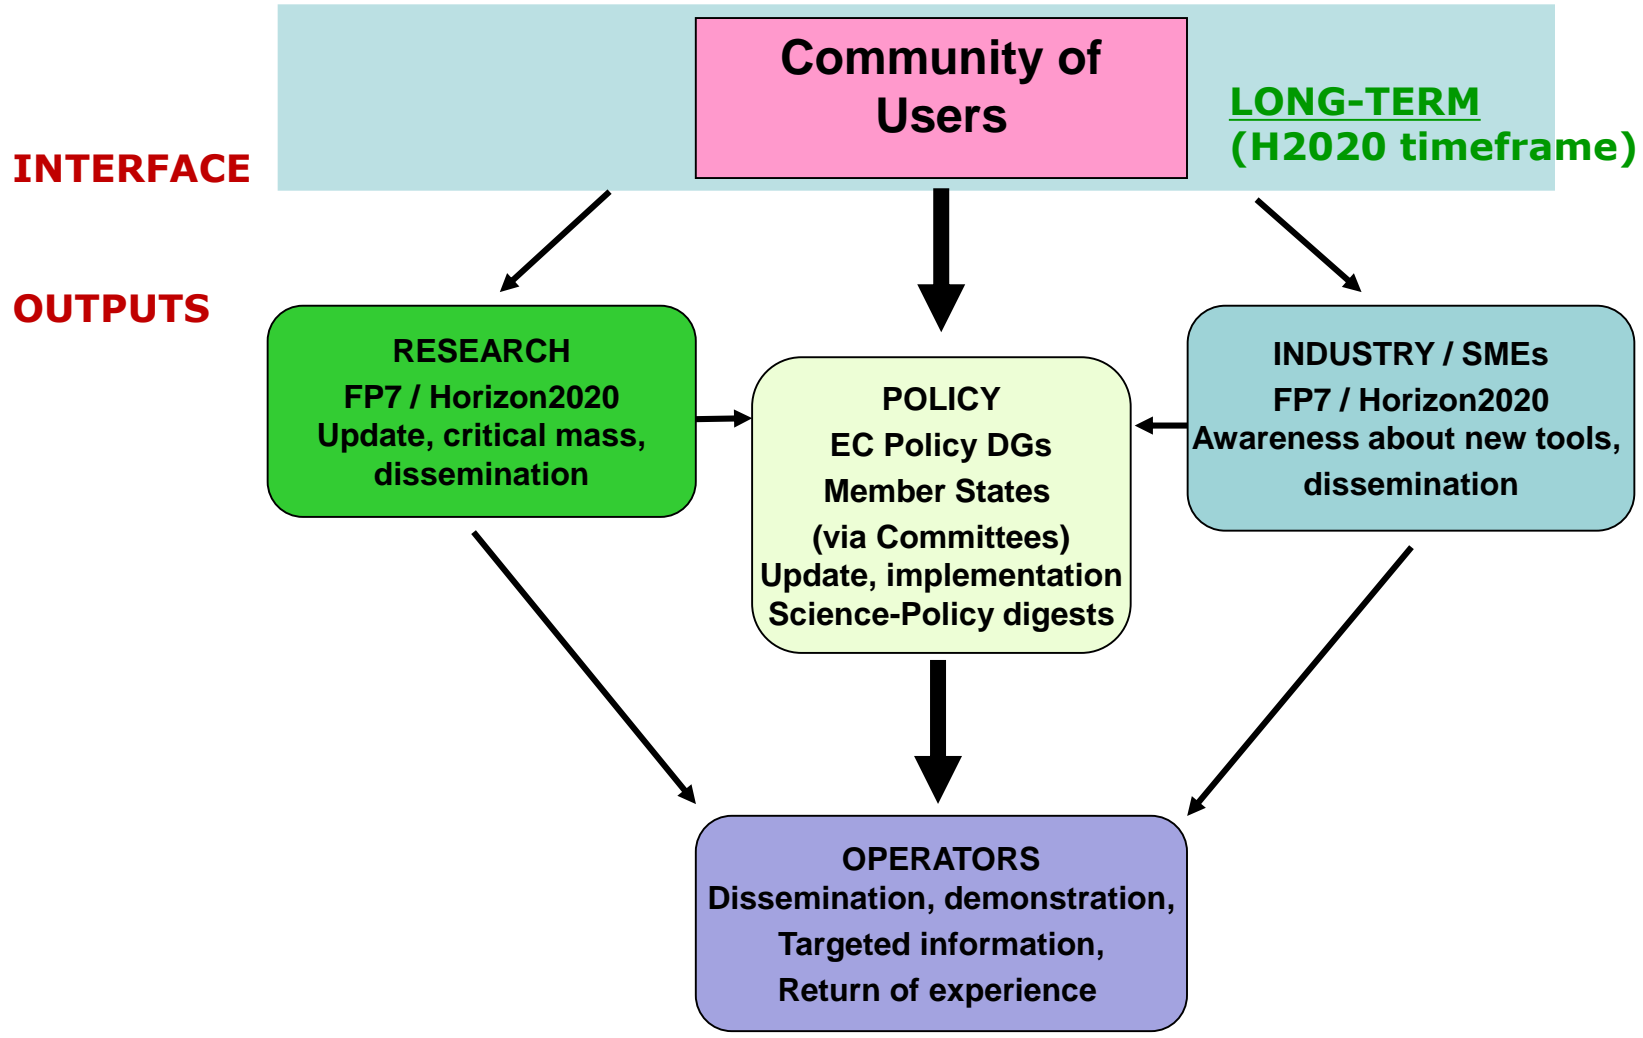 Community of
Users
LONG-TERM
(H2020 timeframe)
INTERFACE
OUTPUTS
RESEARCH
FP7 / Horizon2020
Update, critical mass,
dissemination
POLICY
EC Policy DGs
Member States
(via Committees)
Update, implementation
Science-Policy digests
INDUSTRY / SMEs
FP7 / Horizon2020
Awareness about new tools,
dissemination
OPERATORS
Dissemination, demonstration,
Targeted information,
Return of experience